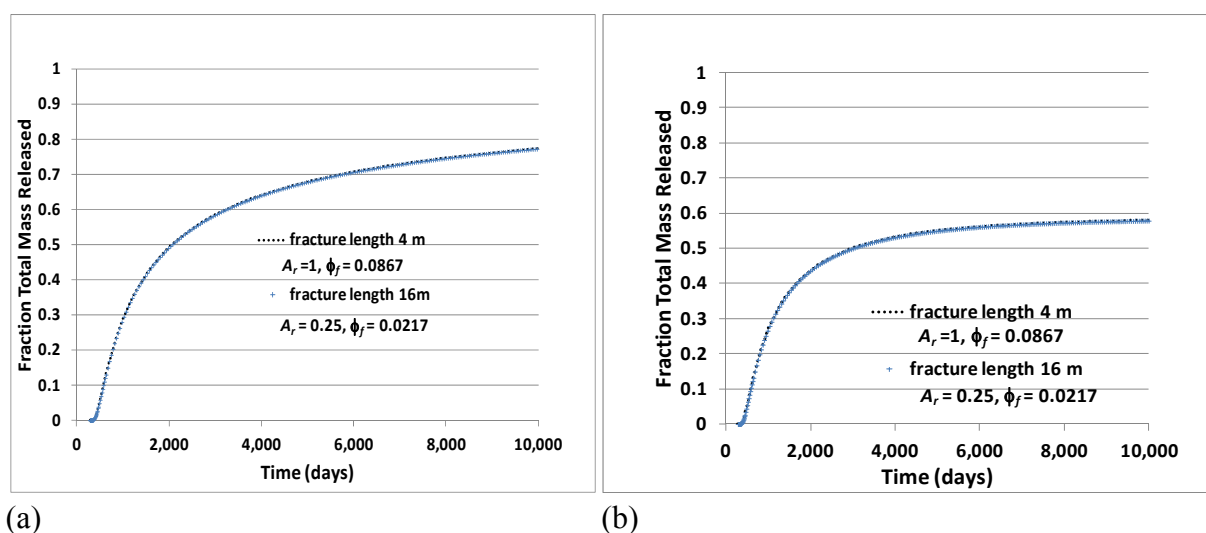 Fraction Total Mass Released
1
0.9
0.8
0.7
0.6
0.5
0.4
0.3
0.2
0.1
0
fracture length 4 m
A_r =1, ϕ_f = 0.0867
fracture length 16m
A_r = 0.25, ϕ_f = 0.0217
0 2,000 4,000 6,000 8,000 10,000
Time (days)
(a)
Fraction Total Mass Released
1
0.9
0.8
0.7
0.6
0.5
0.4
0.3
0.2
0.1
0
fracture length 4 m
A_r =1, ϕ_f = 0.0867
fracture length 16 m
A_r = 0.25, ϕ_f = 0.0217
0 2,000 4,000 6,000 8,000 10,000
Time (days)
(b)